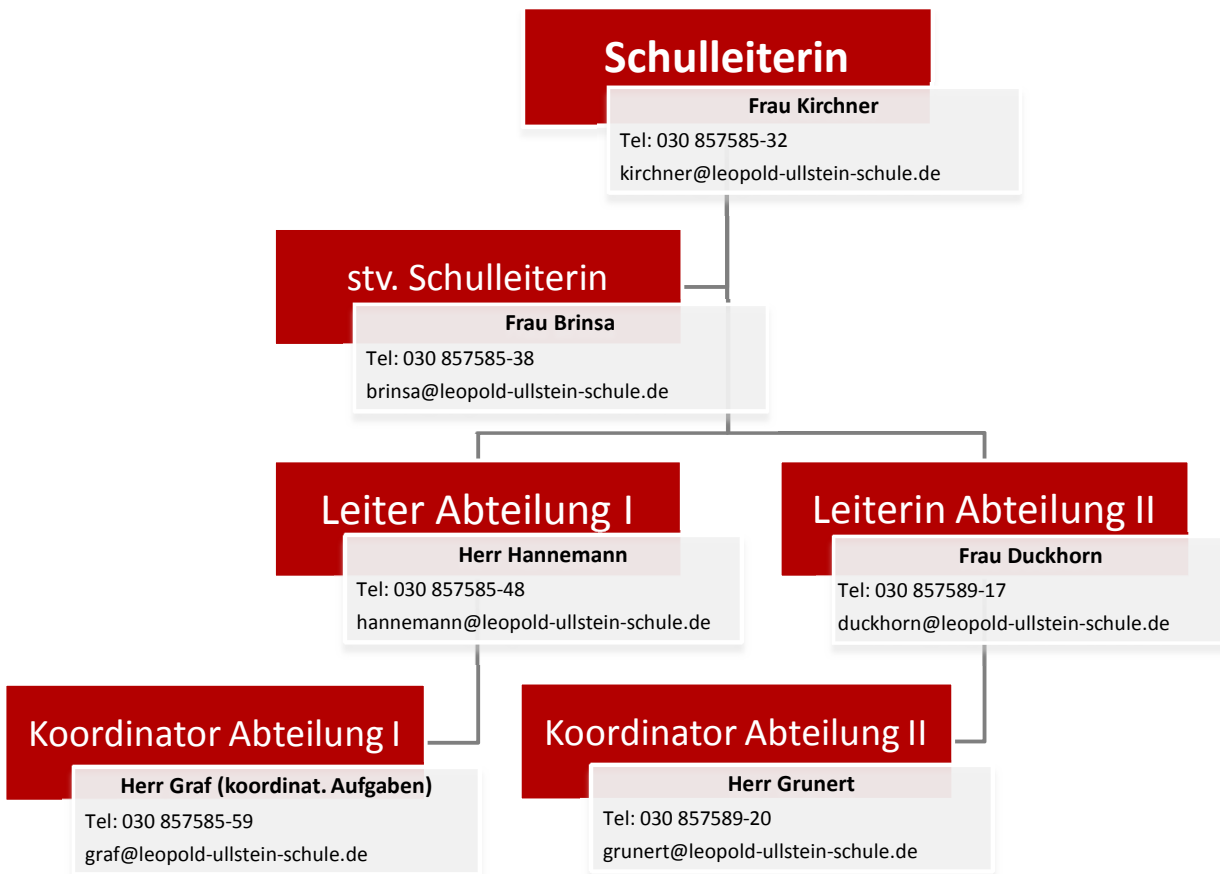 Schulleiterin
Frau Kirchner
Tel: 030 857585-32
kirchner@leopold-ullstein-schule.de
stv. Schulleiterin
Frau Brinsa
Tel: 030 857585-38
brinsa@leopold-ullstein-schule.de
Leiter Abteilung I
Herr Hannemann
Tel: 030 857585-48
hannemann@leopold-ullstein-schule.de
Leiterin Abteilung II
Frau Duckhorn
Tel: 030 857589-17
duckhorn@leopold-ullstein-schule.de
Koordinator Abteilung I
Herr Graf (koordinat. Aufgaben)
Tel: 030 857585-59
graf@leopold-ullstein-schule.de
Koordinator Abteilung II
Herr Grunert
Tel: 030 857589-20
grunert@leopold-ullstein-schule.de